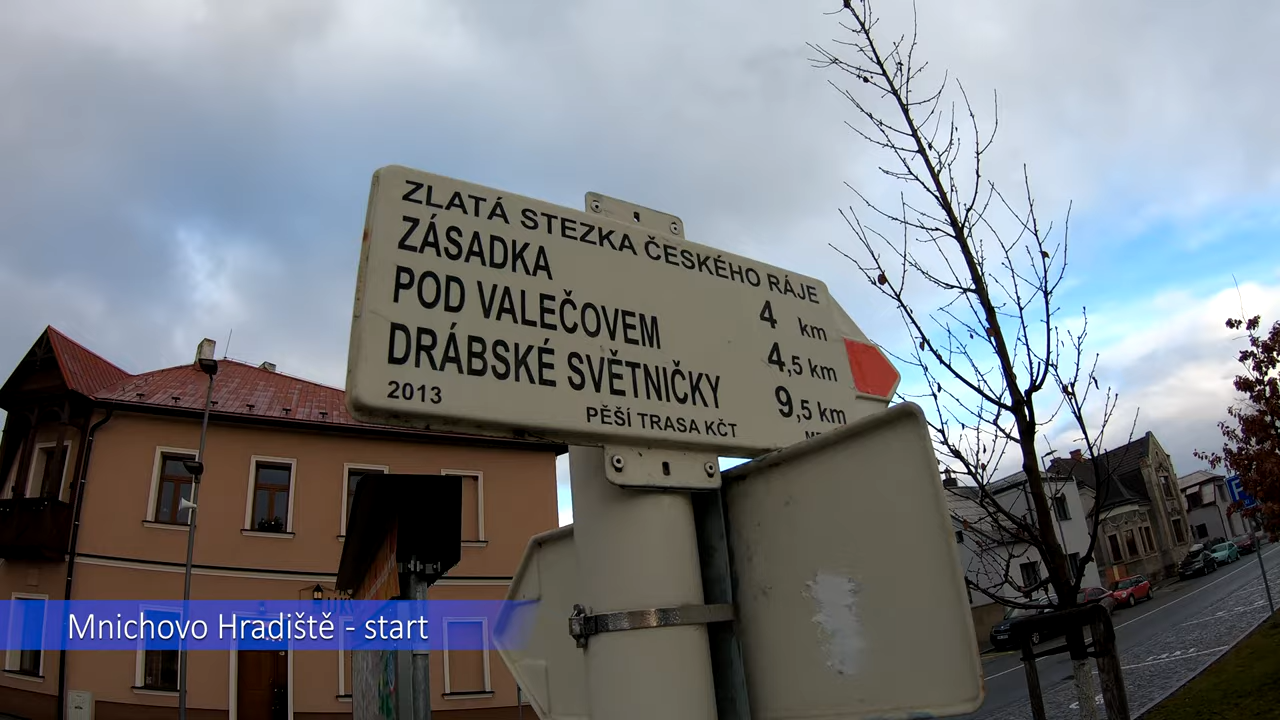 ZLATÁ STEZKA ČESKÉHO RÁJE
ZÁSADKA 4 km
POD VALEČOVEM 4,5 km
DRÁBSKÉ SVĚTNIČKY 9,5 km
2013 PĚŠÍ TRASA KČT
Mnichovo Hradiště - start